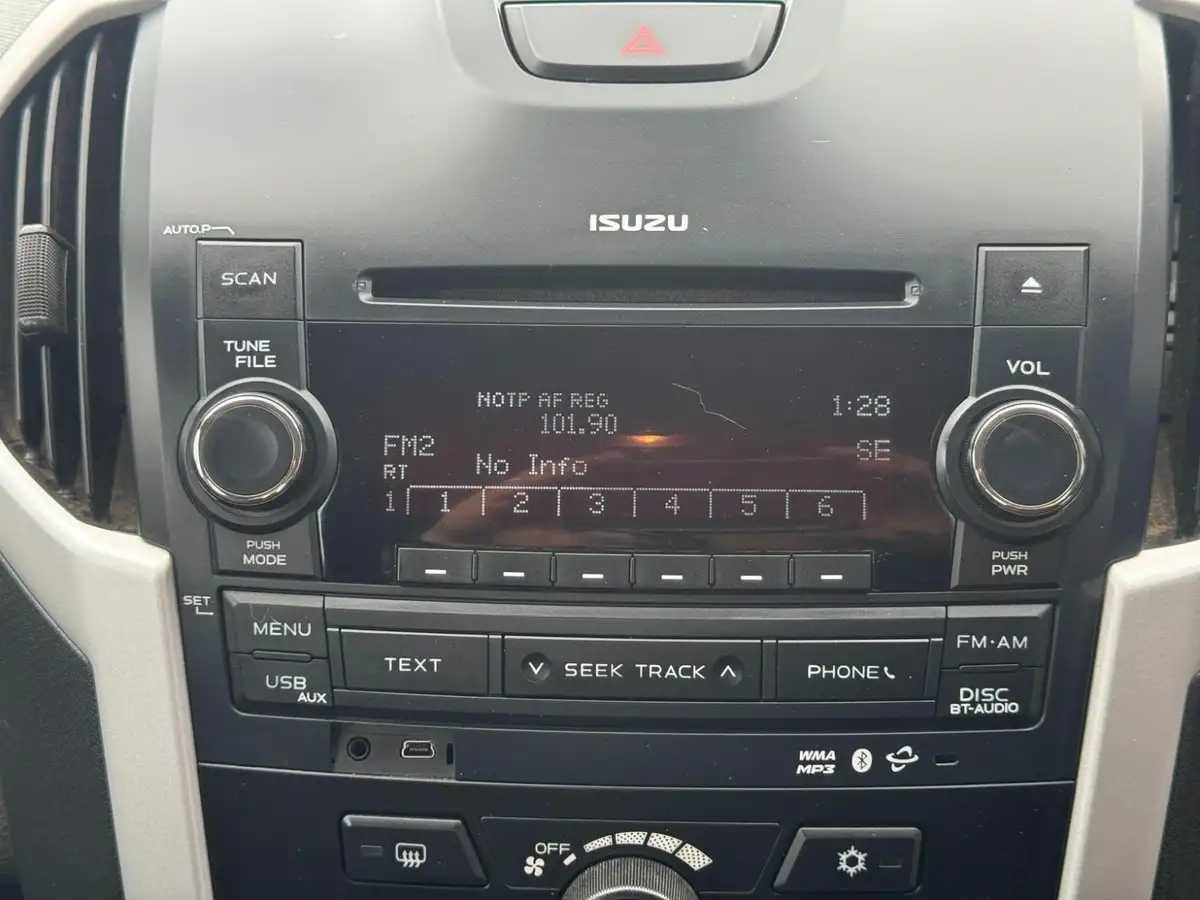 ISUZU
AUTO.P
SCAN
TUNE
FILE
VOL
NOTP AF REG
101.90
1:28
FM2
SE
RT
No Info
1 1 2 3 4 5 6
PUSH
MODE
PUSH
PWR
SET
MENU
TEXT
SEEK TRACK
PHONE
FM·AM
USB
AUX
DISC
BT-AUDIO
WMA
MP3
OFF